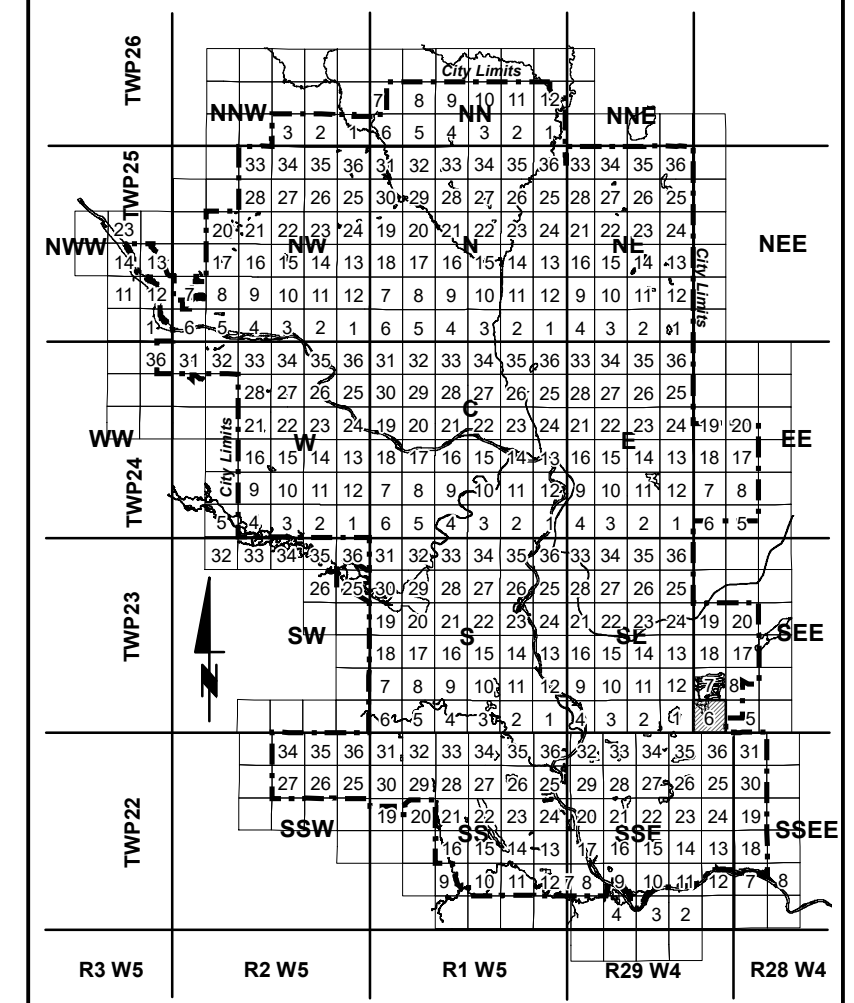 TWP26
City Limits
7 8 9 10 11 12
NNW NN NNE
3 2 1 6 5 4 3 2 1
TWP25
33 34 35 36 31 32 33 34 35 36 33 34 35 36
28 27 26 25 30 29 28 27 26 25 28 27 26 25
23 20 21 22 23 24 19 20 21 22 23 24 21 22 23 24
NWW NW N NE NEE
14 13 17 16 15 14 13 18 17 16 15 14 13 16 15 14 13
City Limits
11 12 7 8 9 10 11 12 7 8 9 10 11 12 9 10 11 12
1 6 5 4 3 2 1 6 5 4 3 2 1 4 3 2 1
36 31 32 33 34 35 36 31 32 33 34 35 36 33 34 35 36
28 27 26 25 30 29 28 27 26 25 28 27 26 25
C
21 22 23 24 19 20 21 22 23 24 21 22 23 24 19 20
WW W E EE
City Limits
16 15 14 13 18 17 16 15 14 13 16 15 14 13 18 17
TWP24
9 10 11 12 7 8 9 10 11 12 9 10 11 12 7 8
5 4 3 2 1 6 5 4 3 2 4 3 2 1 6 5
32 33 34 35 36 31 32 33 34 35 36 33 34 35 36
26 25 30 29 28 27 26 25 28 27 26 25
TWP23
19 20 21 22 23 24 21 22 23 24 19 20
SW S SE SEE
18 17 16 15 14 13 16 15 14 13 18 17
7 8 9 10 11 12 9 10 11 12 7 8
N
6 5 4 3 2 1 4 3 2 1 6 5
34 35 36 31 32 33 34 35 36 32 33 34 35 36 31
27 26 25 30 29 28 27 26 25 29 28 27 26 25 30
TWP22
19 20 21 22 23 24 20 21 22 23 24 19
SSW SS SSE SSEE
16 15 14 13 17 16 15 14 13 18
9 10 11 12 7 8 9 10 11 12 7 8
4 3 2
R3 W5 R2 W5 R1 W5 R29 W4 R28 W4